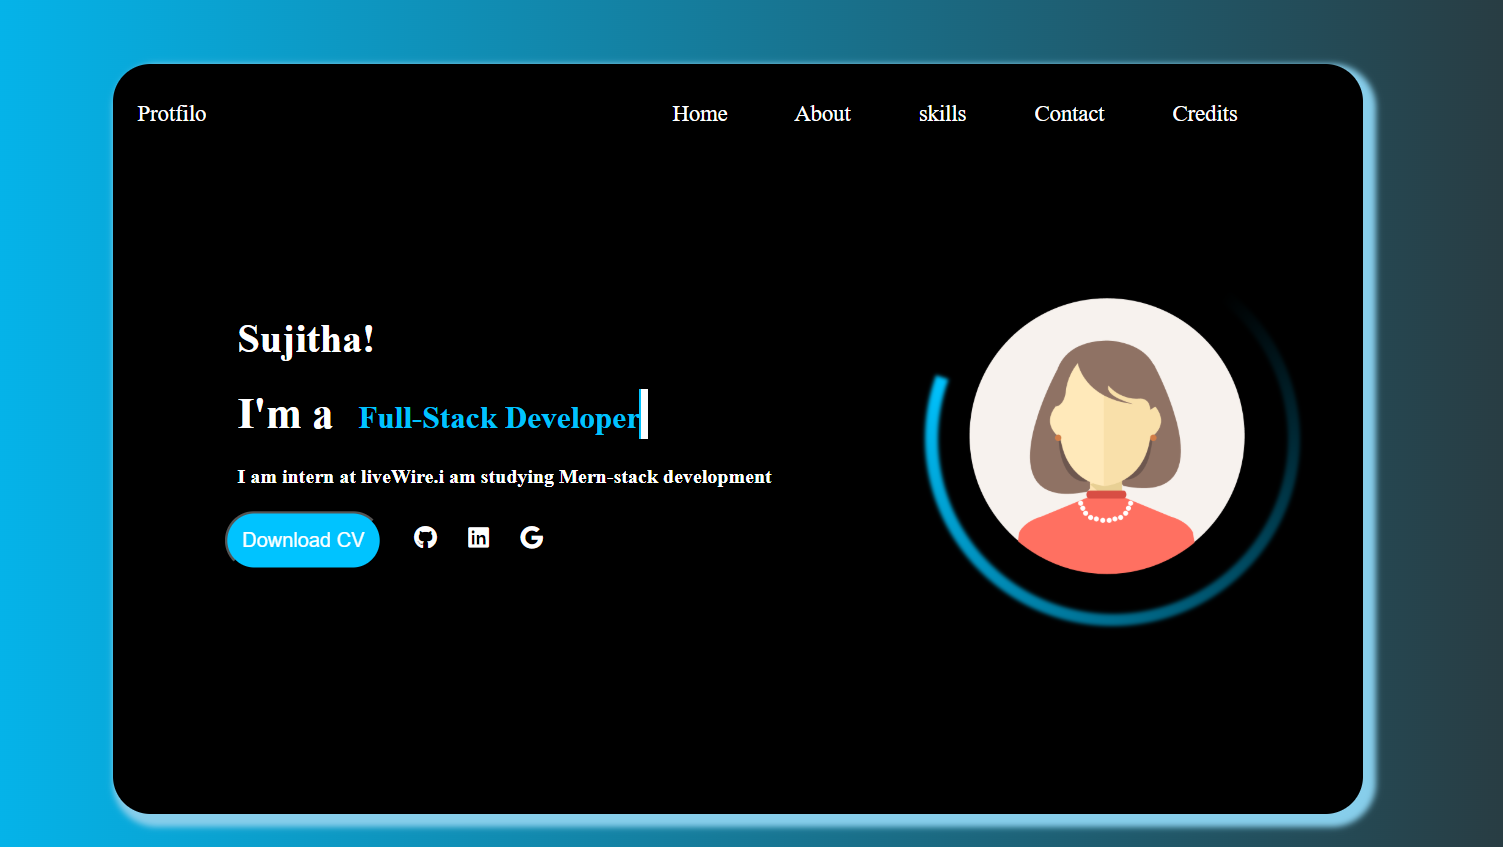 Protfilo Home About skills Contact Credits
Sujitha!
I'm a Full-Stack Developer
I am intern at liveWire.i am studying Mern-stack development
Download CV